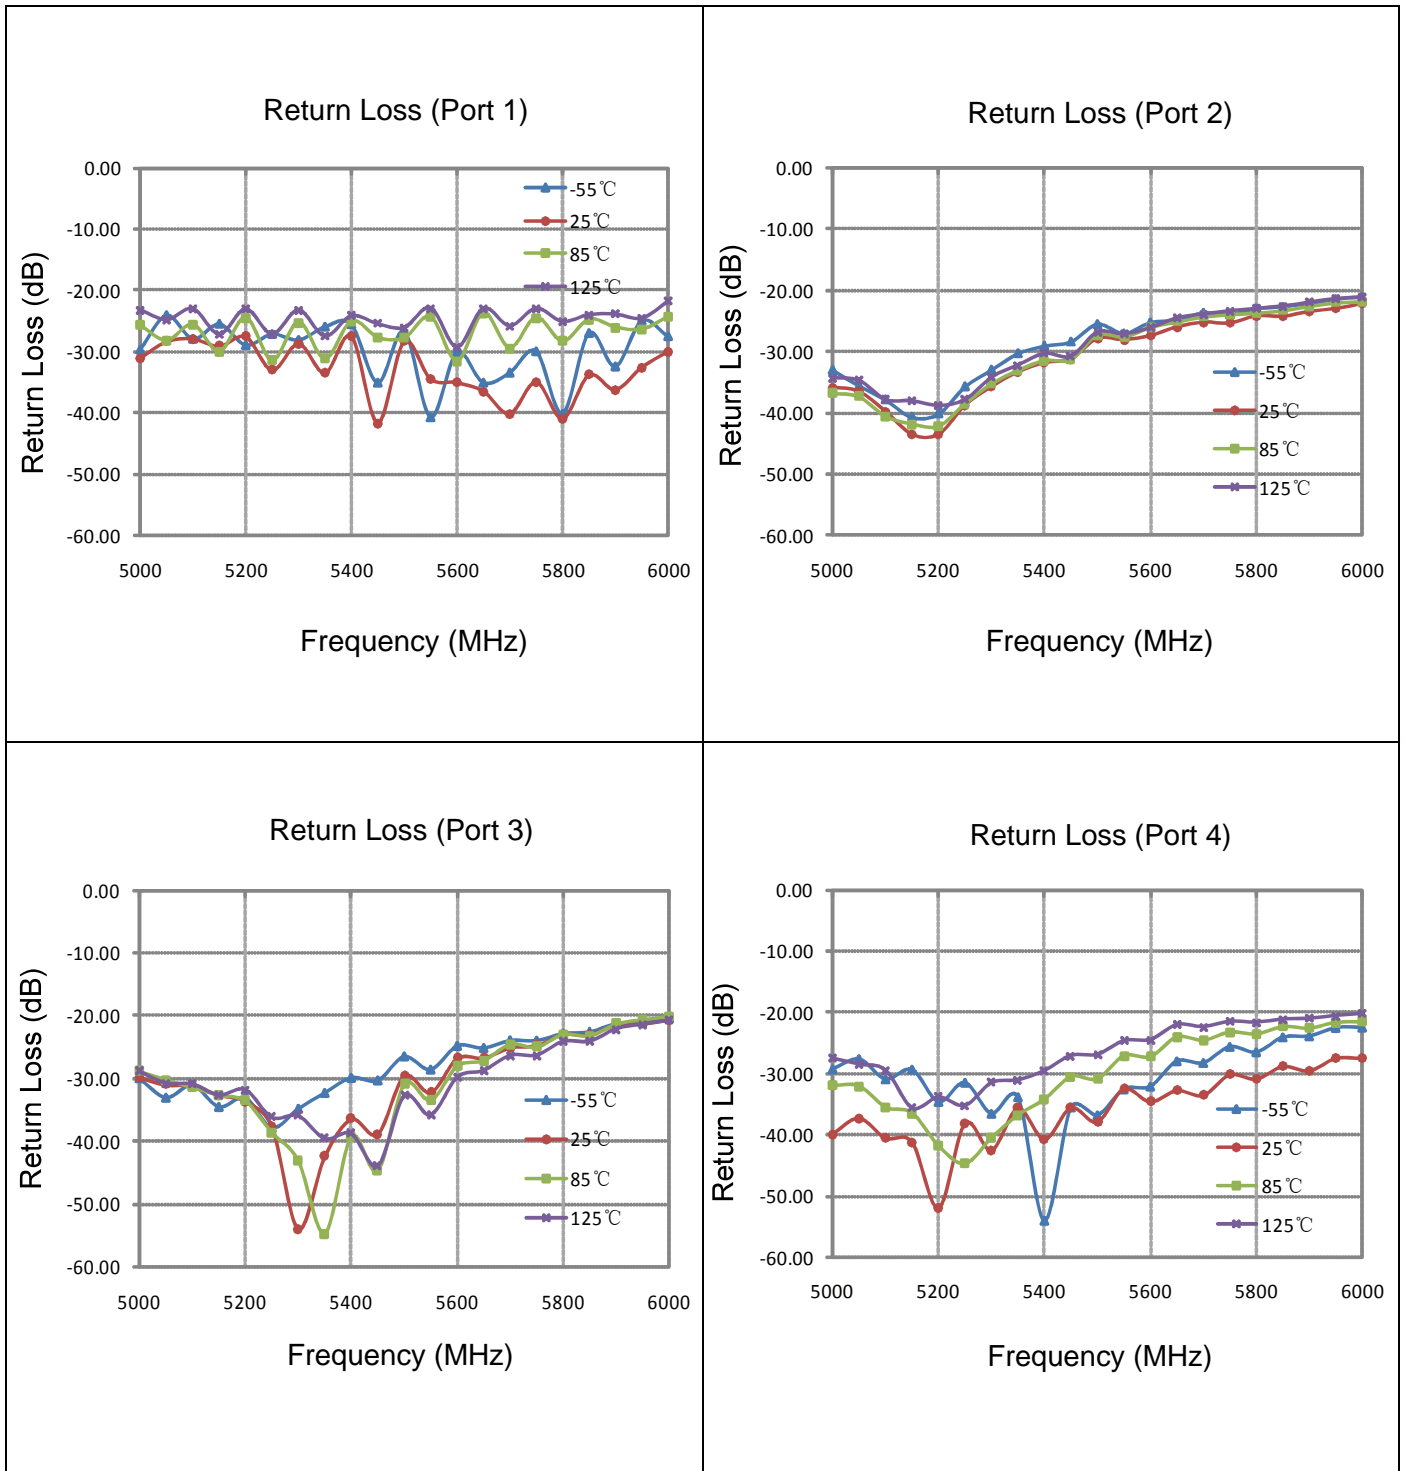 Return Loss (Port 1)
Return Loss (dB)
0.00
-10.00
-20.00
-30.00
-40.00
-50.00
-60.00
-55℃
25℃
85℃
125℃
5000 5200 5400 5600 5800 6000
Frequency (MHz)
Return Loss (Port 2)
Return Loss (dB)
0.00
-10.00
-20.00
-30.00
-40.00
-50.00
-60.00
-55℃
25℃
85℃
125℃
5000 5200 5400 5600 5800 6000
Frequency (MHz)
Return Loss (Port 3)
Return Loss (dB)
0.00
-10.00
-20.00
-30.00
-40.00
-50.00
-60.00
-55℃
25℃
85℃
125℃
5000 5200 5400 5600 5800 6000
Frequency (MHz)
Return Loss (Port 4)
Return Loss (dB)
0.00
-10.00
-20.00
-30.00
-40.00
-50.00
-60.00
-55℃
25℃
85℃
125℃
5000 5200 5400 5600 5800 6000
Frequency (MHz)